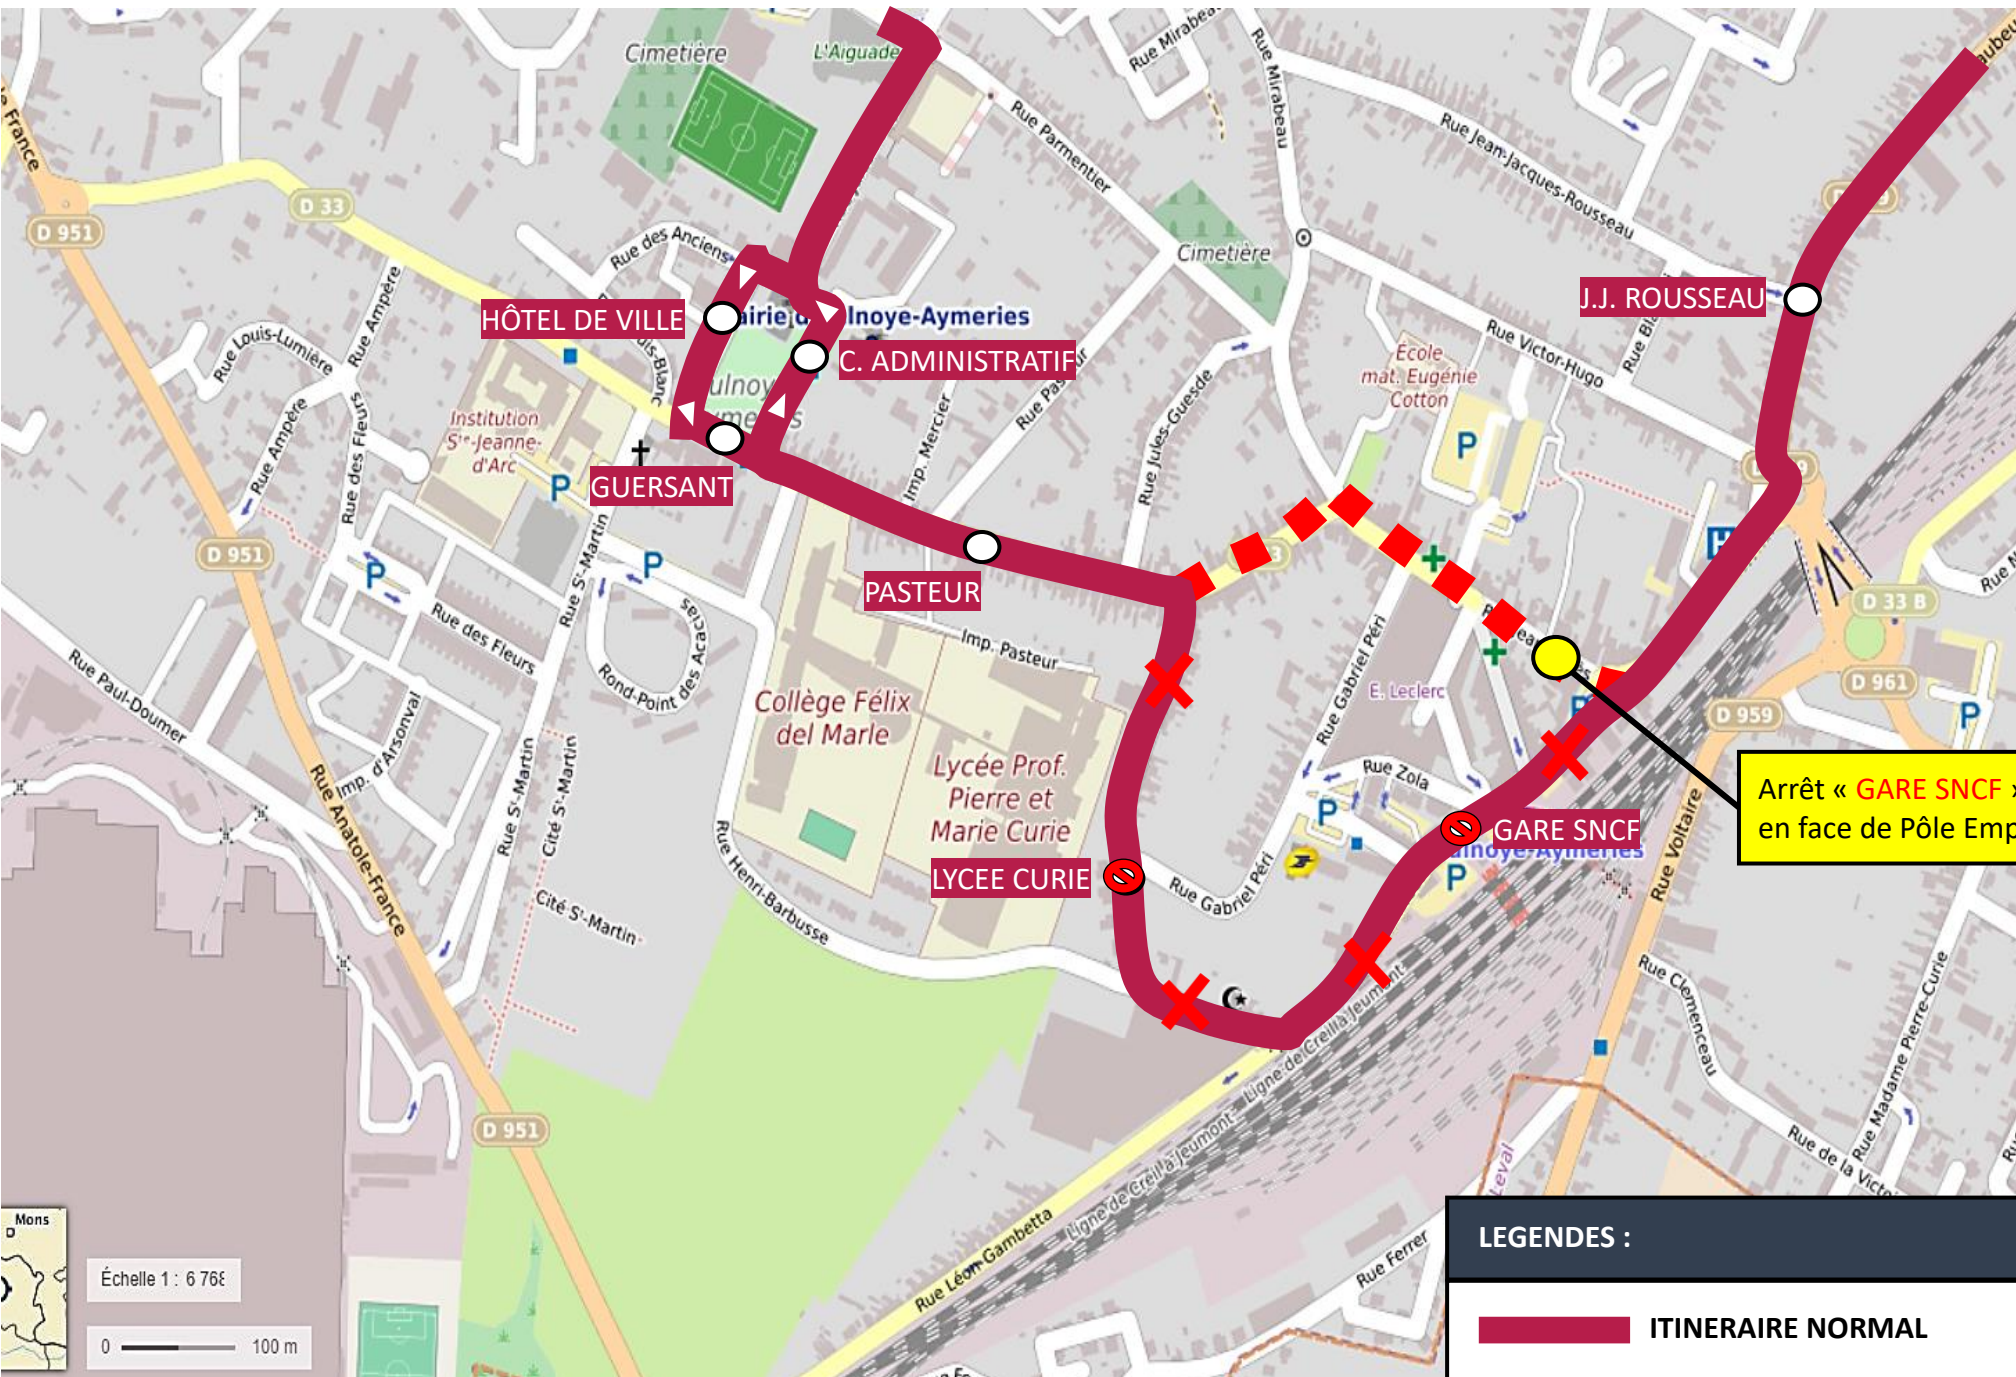 Cimetière
L'Aiguade
Rue Mirabeau
Rue Parmentier
Rue Mirabeau
Rue Jean-Jacques-Rousseau
D 951
D 33
Rue des Anciens
Rue Ampère
Cimetière
J.J. ROUSSEAU
HÔTEL DE VILLE
C. ADMINISTRATIF
Rue Louis-Lumière
Rue Victor-Hugo
École
mat. Eugénie
Cotton
Institution
Sᵗᵉ-Jeanne-
d'Arc
Rue Ampère
Rue des Fleurs
Imp. Mercier
Rue Jules-Guesde
GUERSANT
P
P
D 951
P
P
PASTEUR
Rue Sᵗ-Martin
Rue des Fleurs
Rond-Point des Acacias
Imp. Pasteur
Rue Gabriel Péri
D 33 B
D 961
D 959
P
Rue Paul-Doumer
Imp. d'Arsonval
Collège Félix
del Marle
E. Leclerc
Rue Zola
P
Lycée Prof.
Pierre et
Marie Curie
Arrêt « GARE SNCF »
en face de Pôle Emp
GARE SNCF
LYCEE CURIE
P
Rue Gabriel Péri
Rue Voltaire
Rue Anatole-France
Rue Sᵗ-Martin
Cité Sᵗ-Martin
Cité Sᵗ-Martin
Rue Henri-Barbusse
Rue Clemenceau
Rue Madame Pierre-Curie
Ligne de Creil à Jeumont
Ligne de Creil à Jeumont
D 951
Rue de la Victoi
Leval
Rue Léon Gambetta
Rue Ferrer
Mons
Échelle 1 : 6 768
0 100 m
LEGENDES :
ITINERAIRE NORMAL